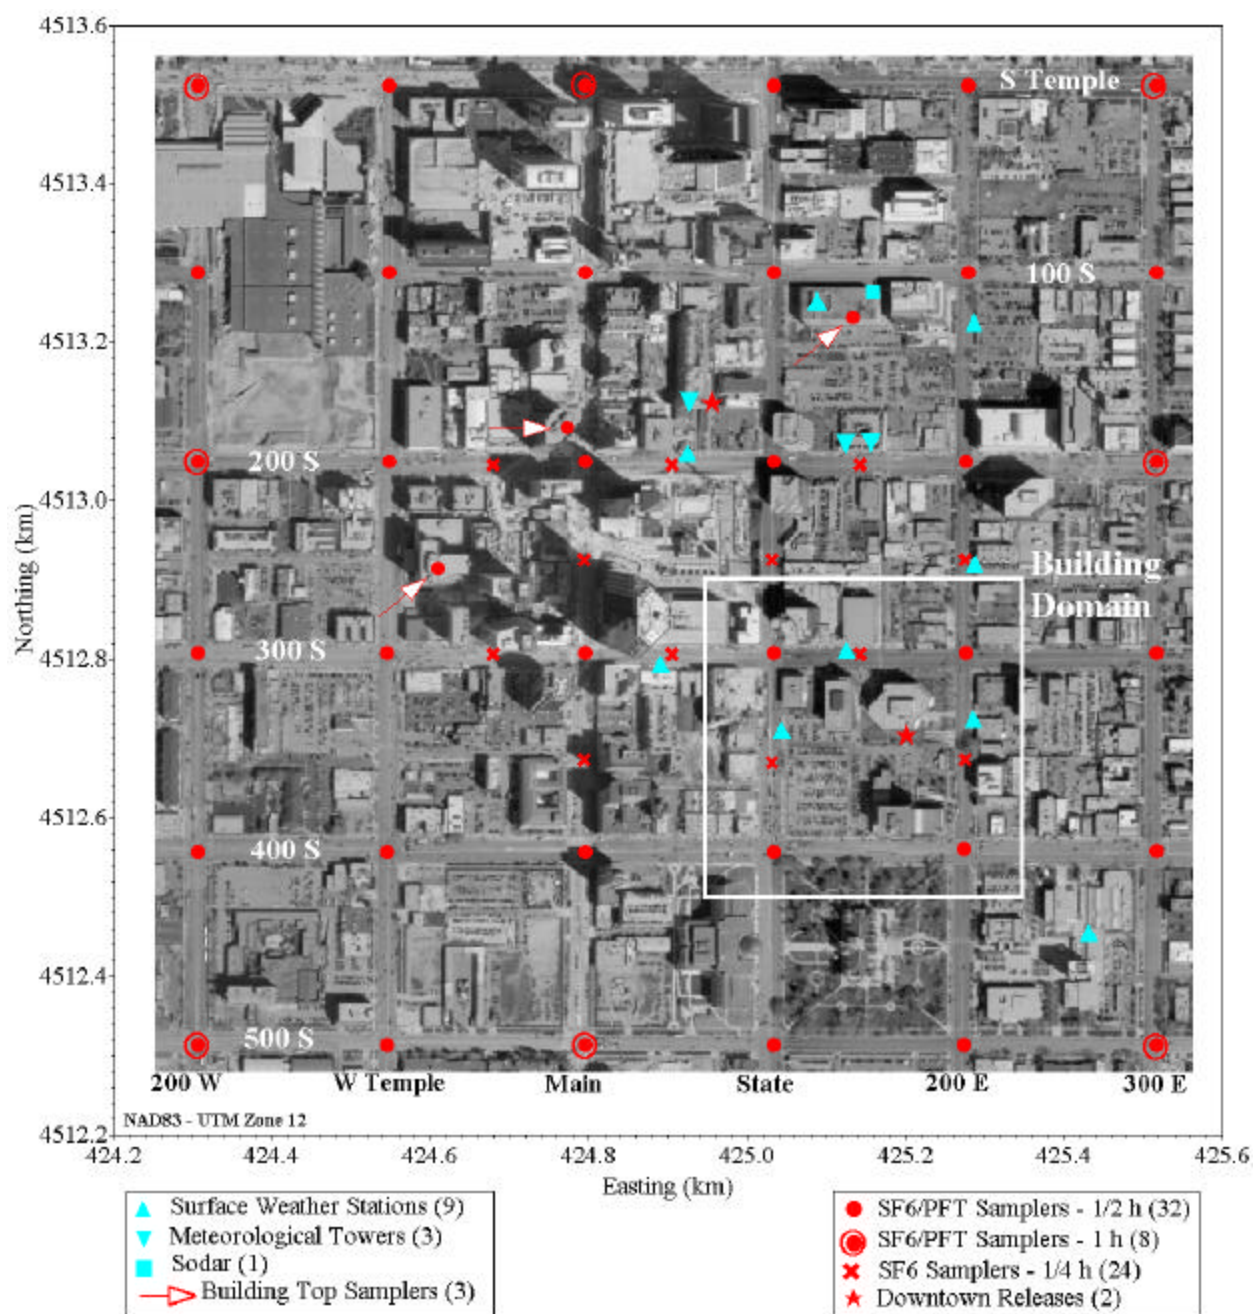 4513.6
S Temple
4513.4
100 S
4513.2
200 S
4513.0
Building
Domain
Northing (km)
300 S
4512.8
4512.6
400 S
4512.4
500 S
200 W
W Temple
Main
State
200 E
300 E
NAD83 - UTM Zone 12
4512.2
424.2
424.4
424.6
424.8
425.0
425.2
425.4
425.6
Easting (km)
Surface Weather Stations (9)
Meteorological Towers (3)
Sodar (1)
Building Top Samplers (3)
SF6/PFT Samplers - 1/2 h (32)
SF6/PFT Samplers - 1 h (8)
SF6 Samplers - 1/4 h (24)
Downtown Releases (2)